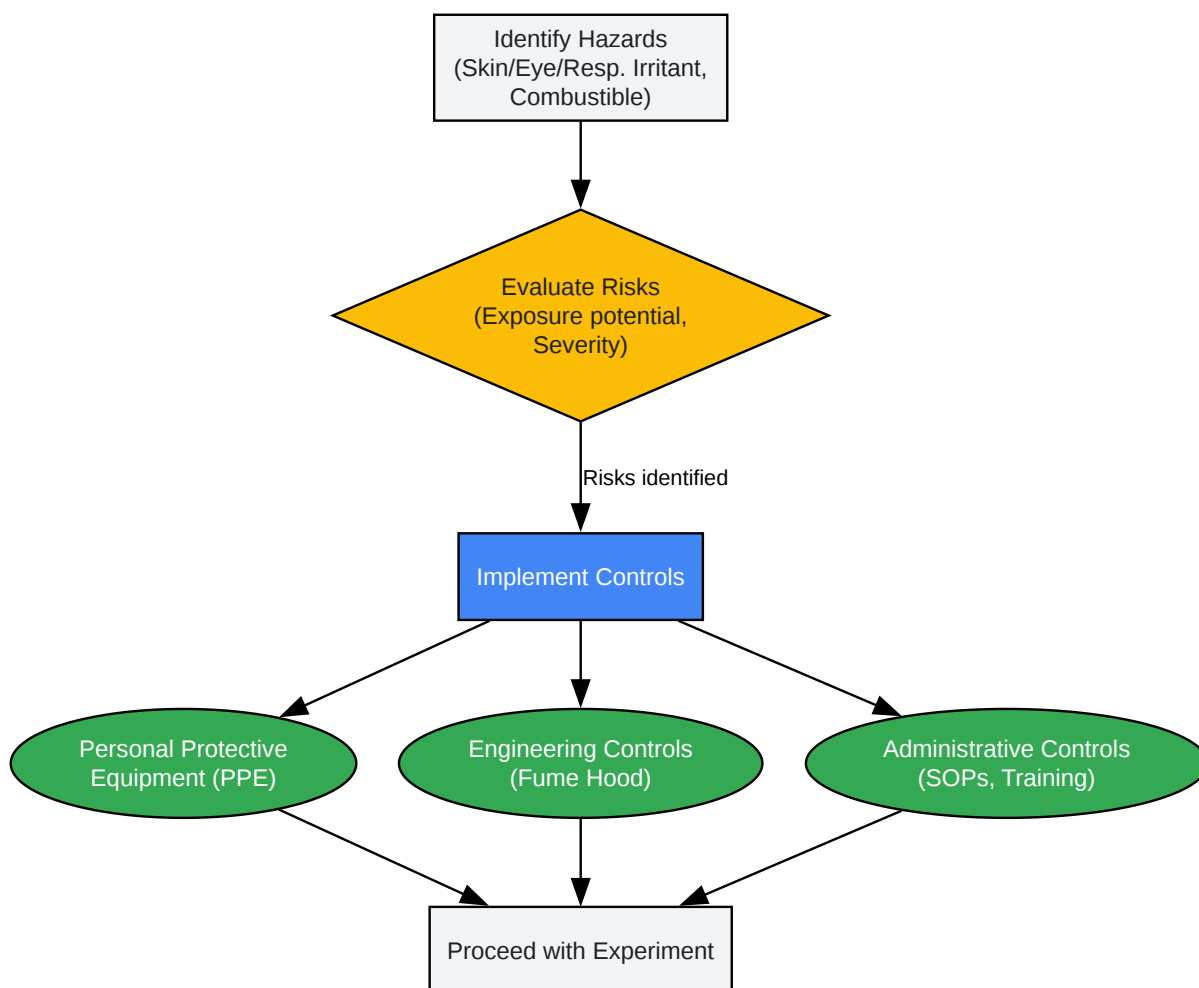 Identify Hazards
(Skin/Eye/Resp. Irritant,
Combustible)
Evaluate Risks
(Exposure potential,
Severity)
Risks identified
Implement Controls
Personal Protective
Equipment (PPE)
Engineering Controls
(Fume Hood)
Administrative Controls
(SOPs, Training)
Proceed with Experiment